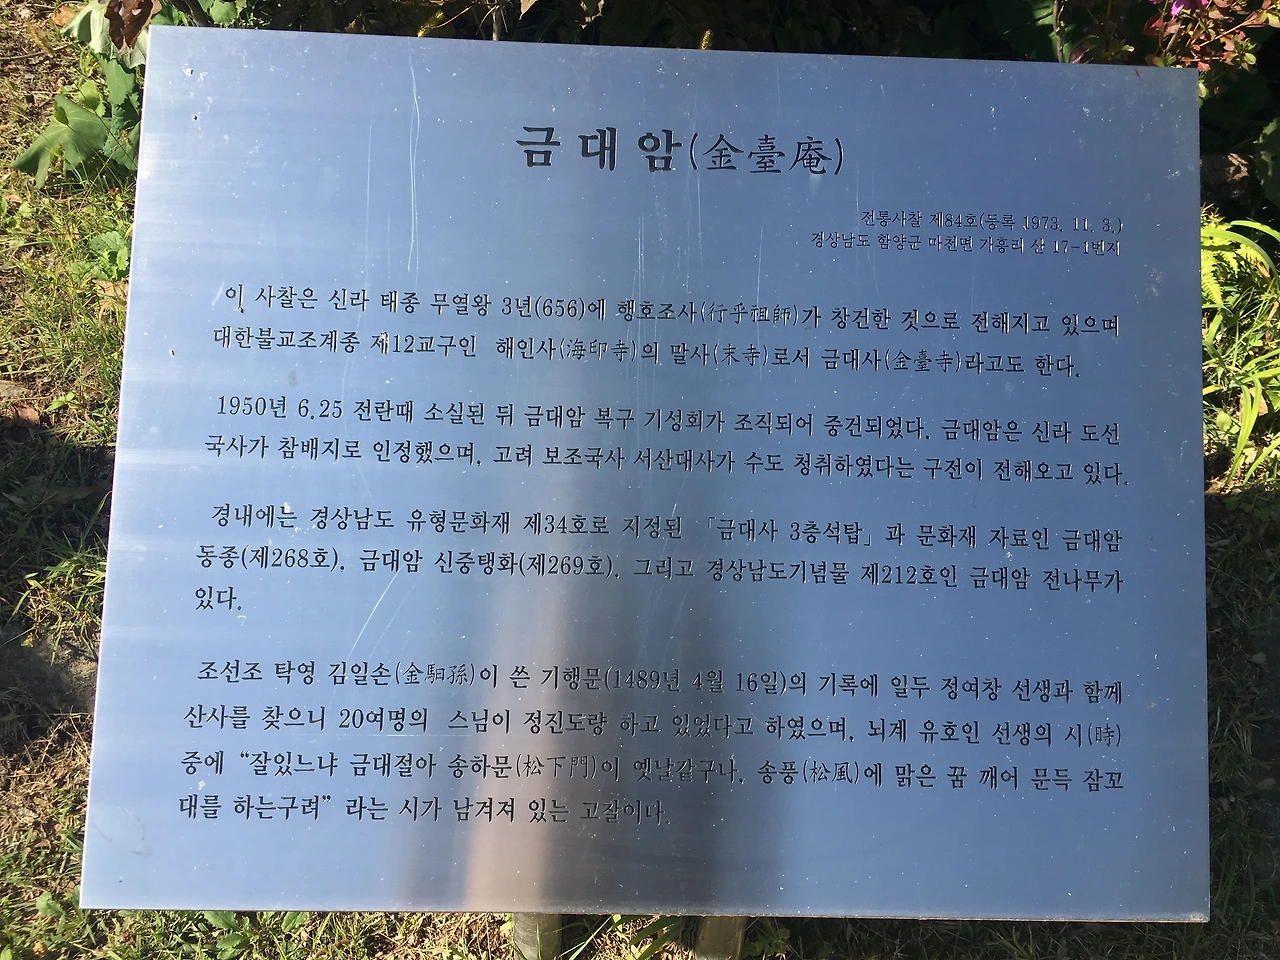 금대암(金臺庵)
전통사찰 제84호(등록 1973. 11. 3.)
경상남도 함양군 마천면 가흥리 산 17-1번지
이 사찰은 신라 태종 무열왕 3년(656)에 행호조사(行乎祖師)가 창건한 것으로 전해지고 있으며
대한불교조계종 제12교구인 해인사(海印寺)의 말사(末寺)로서 금대사(金臺寺)라고도 한다.
1950년 6.25 전란때 소실된 뒤 금대암 복구 기성회가 조직되어 중건되었다. 금대암은 신라 도선
국사가 참배지로 인정했으며, 고려 보조국사 서산대사가 수도 청취하였다는 구전이 전해오고 있다.
경내에는 경상남도 유형문화재 제34호로 지정된 「금대사 3층석탑」과 문화재 자료인 금대암
동종(제268호), 금대암 신중탱화(제269호), 그리고 경상남도기념물 제212호인 금대암 전나무가
있다.
조선조 탁영 김일손(金馹孫)이 쓴 기행문(1489년 4월 16일)의 기록에 일두 정여창 선생과 함께
산사를 찾으니 20여명의 스님이 정진도량 하고 있었다고 하였으며, 뇌계 유호인 선생의 시(時)
중에 “잘있느냐 금대절아 송하문(松下門)이 옛날같구나, 송풍(松風)에 맑은 꿈 깨어 문득 잠꼬
대를 하는구려” 라는 시가 남겨져 있는 고찰이다.